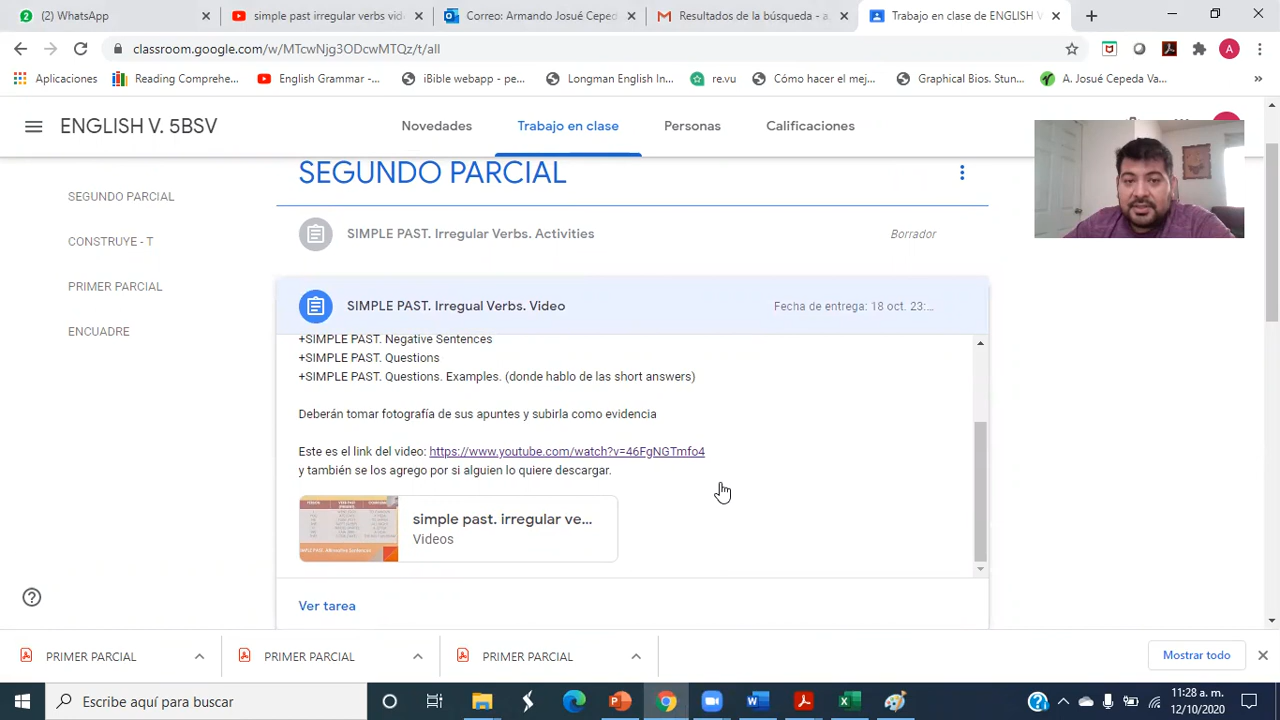 (2) WhatsApp
simple past irregular verbs vid
Correo: Armando Josué Ceped
Resultados de la búsqueda - a
Trabajo en clase de ENGLISH V
classroom.google.com/w/MTcwNjg3ODcwMTQz/t/all
A
Aplicaciones
Reading Comprehe...
English Grammar -...
iBible webapp - pe...
Longman English In...
revu
Cómo hacer el mej...
Graphical Bios. Stun...
A. Josué Cepeda Va...
ENGLISH V. 5BSV
Novedades
Trabajo en clase
Personas
Calificaciones
SEGUNDO PARCIAL
CONSTRUYE - T
PRIMER PARCIAL
ENCUADRE
SEGUNDO PARCIAL
SIMPLE PAST. Irregular Verbs. Activities
Borrador
SIMPLE PAST. Irregual Verbs. Video
Fecha de entrega: 18 oct. 23:...
+SIMPLE PAST. Negative Sentences
+SIMPLE PAST. Questions
+SIMPLE PAST. Questions. Examples. (donde hablo de las short answers)
Deberán tomar fotografía de sus apuntes y subirla como evidencia
Este es el link del video: https://www.youtube.com/watch?v=46FgNGTmfo4
y también se los agrego por si alguien lo quiere descargar.
simple past. irregular ve...
Videos
Ver tarea
PRIMER PARCIAL
PRIMER PARCIAL
PRIMER PARCIAL
Mostrar todo
Escribe aquí para buscar
11:28 a. m.
12/10/2020